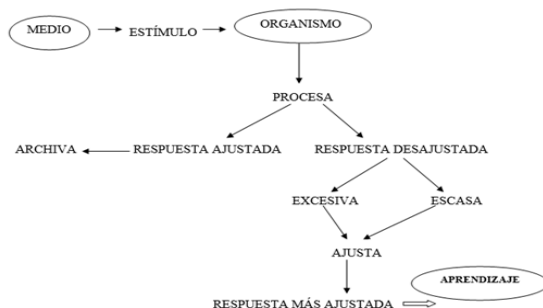 MEDIO
ESTÍMULO
ORGANISMO
PROCESA
ARCHIVA
RESPUESTA AJUSTADA
RESPUESTA DESAJUSTADA
EXCESIVA
ESCASA
AJUSTA
RESPUESTA MÁS AJUSTADA
APRENDIZAJE